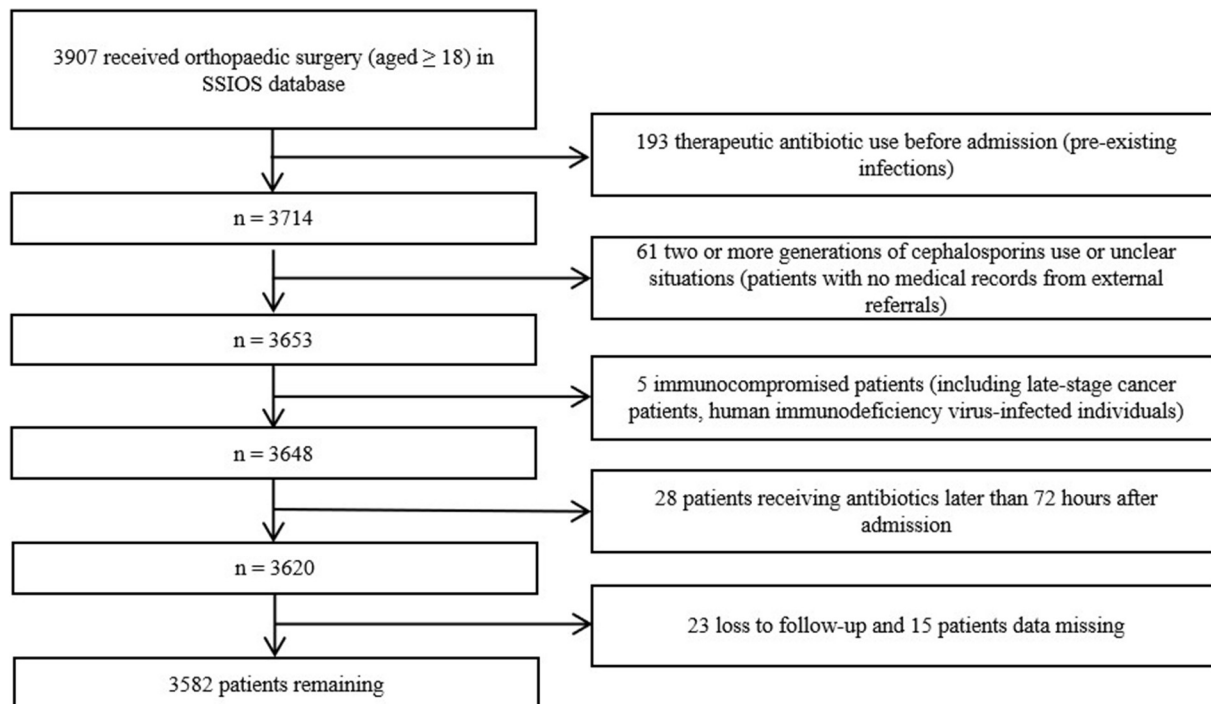 3907 received orthopaedic surgery (aged ≥ 18) in
SSIOS database
193 therapeutic antibiotic use before admission (pre-existing
infections)
n = 3714
61 two or more generations of cephalosporins use or unclear
situations (patients with no medical records from external
referrals)
n = 3653
5 immunocompromised patients (including late-stage cancer
patients, human immunodeficiency virus-infected individuals)
n = 3648
28 patients receiving antibiotics later than 72 hours after
admission
n = 3620
23 loss to follow-up and 15 patients data missing
3582 patients remaining